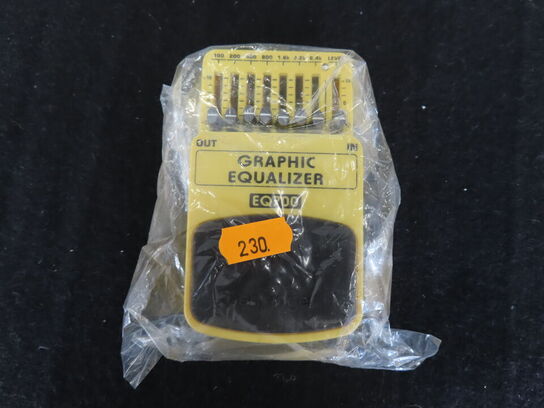 100 200 400 800 1.6k 3.2k 6.4k LEVEL
OUT IN
GRAPHIC
EQUALIZER
EQ700
230.